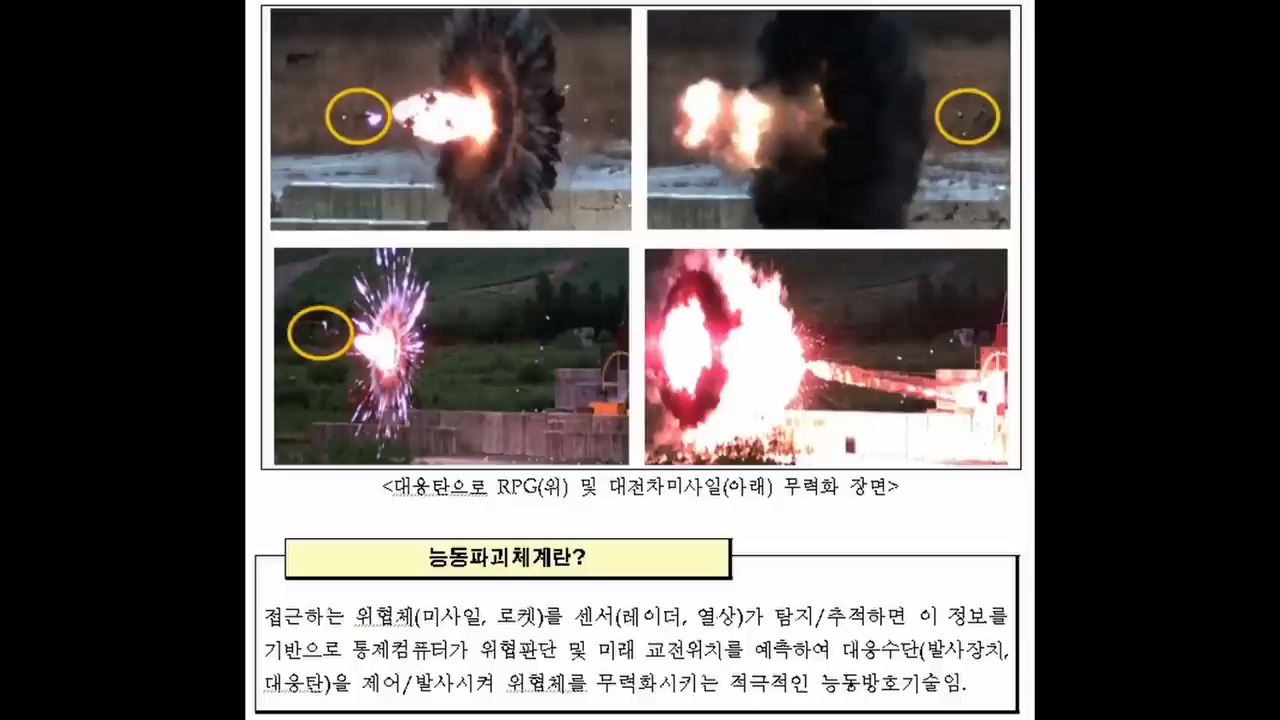 <대응탄으로 RPG(위) 및 대전차미사일(아래) 무력화 장면>
능동파괴체계란?
접근하는 위협체(미사일, 로켓)를 센서(레이더, 열상)가 탐지/추적하면 이 정보를
기반으로 통제컴퓨터가 위협판단 및 미래 교전위치를 예측하여 대응수단(발사장치,
대응탄)을 제어/발사시켜 위협체를 무력화시키는 적극적인 능동방호기술임.